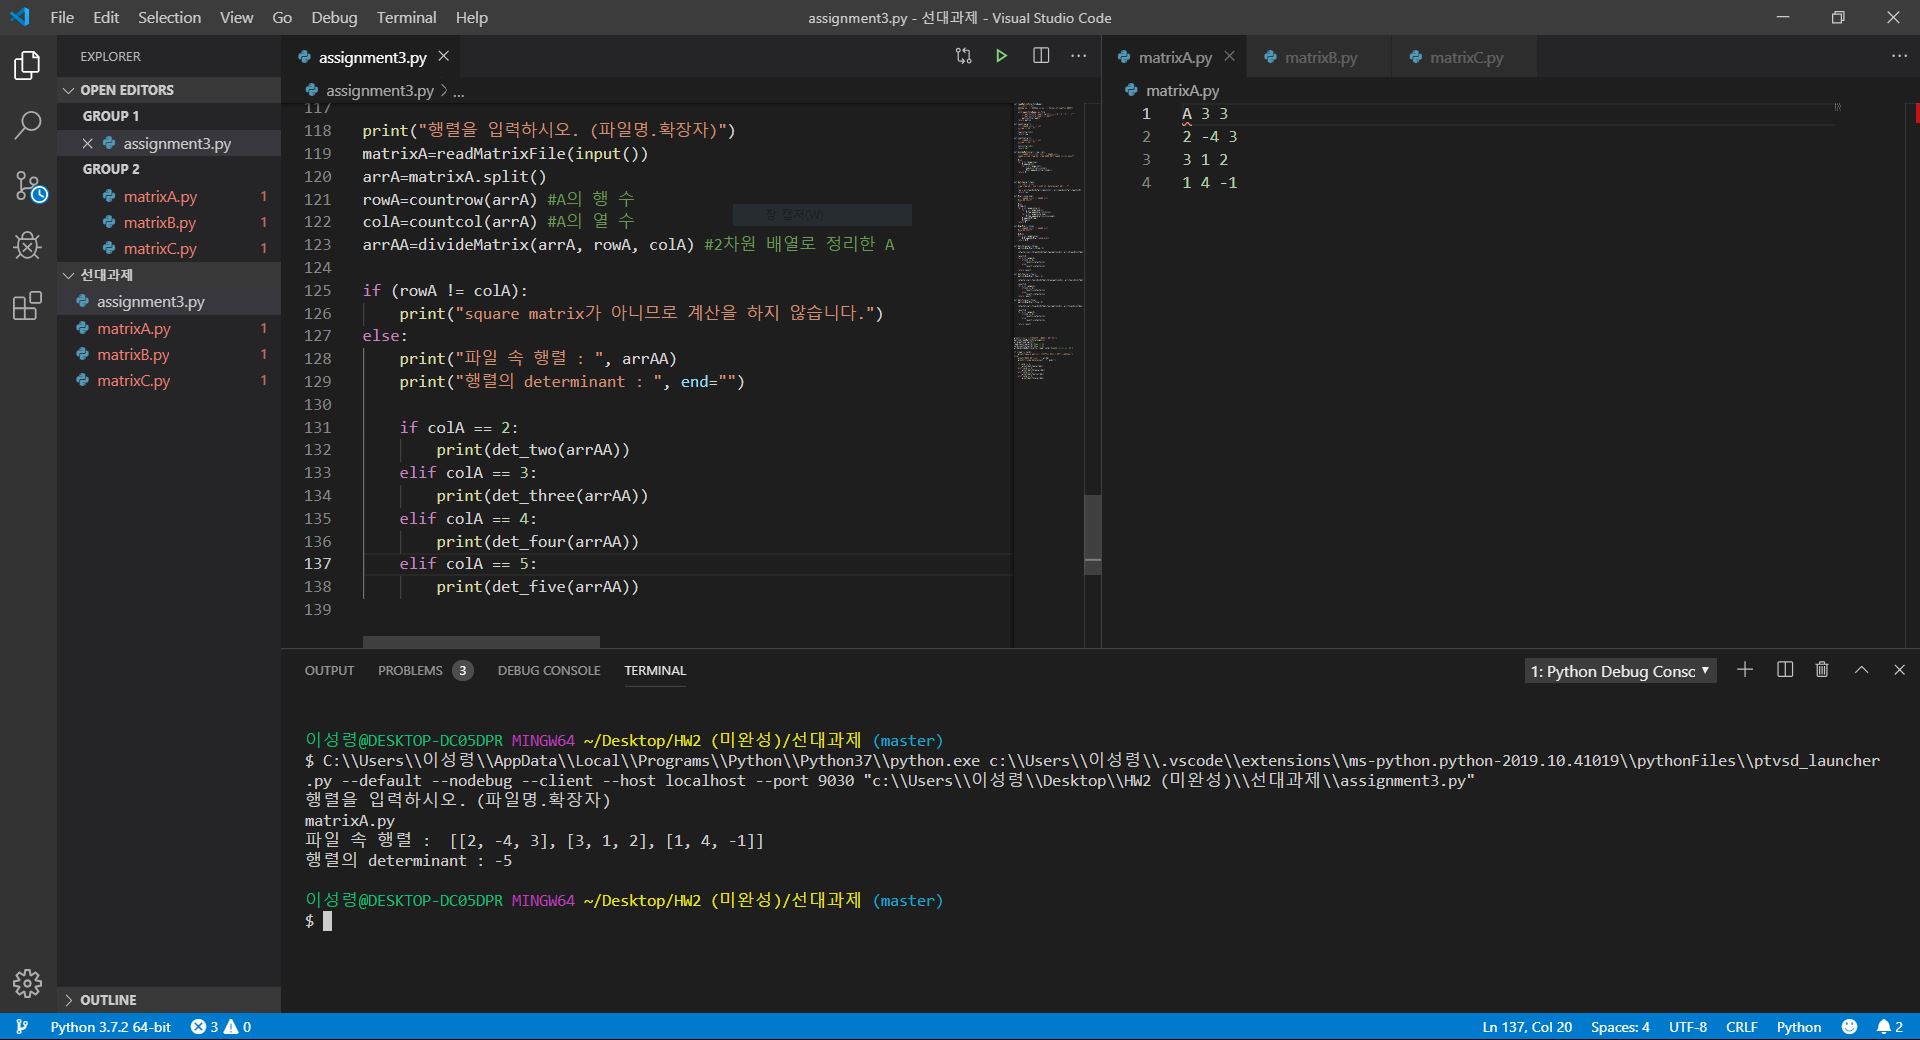 File Edit Selection View Go Debug Terminal Help
assignment3.py - 선대과제 - Visual Studio Code
EXPLORER
OPEN EDITORS
GROUP 1
assignment3.py
GROUP 2
matrixA.py 1
matrixB.py 1
matrixC.py 1
선대과제
assignment3.py
matrixA.py 1
matrixB.py 1
matrixC.py 1
OUTLINE
assignment3.py
assignment3.py > ...
117
118 print("행렬을 입력하시오. (파일명.확장자)")
119 matrixA=readMatrixFile(input())
120 arrA=matrixA.split()
121 rowA=countrow(arrA) #A의 행 수
122 colA=countcol(arrA) #A의 열 수
창 캡처(W)
123 arrAA=divideMatrix(arrA, rowA, colA) #2차원 배열로 정리한 A
124
125 if (rowA != colA):
126 print("square matrix가 아니므로 계산을 하지 않습니다.")
127 else:
128 print("파일 속 행렬 : ", arrAA)
129 print("행렬의 determinant : ", end="")
130
131 if colA == 2:
132 print(det_two(arrAA))
133 elif colA == 3:
134 print(det_three(arrAA))
135 elif colA == 4:
136 print(det_four(arrAA))
137 elif colA == 5:
138 print(det_five(arrAA))
139
matrixA.py matrixB.py matrixC.py
matrixA.py
1 A 3 3
2 2 -4 3
3 3 1 2
4 1 4 -1
OUTPUT PROBLEMS 3 DEBUG CONSOLE TERMINAL
1: Python Debug Consc
이성령@DESKTOP-DC05DPR MINGW64 ~/Desktop/HW2 (미완성)/선대과제 (master)
$ C:\\Users\\이성령\\AppData\\Local\\Programs\\Python\\Python37\\python.exe c:\\Users\\이성령\\.vscode\\extensions\\ms-python.python-2019.10.41019\\pythonFiles\\ptvsd_launcher
.py --default --nodebug --client --host localhost --port 9030 "c:\\Users\\이성령\\Desktop\\HW2 (미완성)\\선대과제\\assignment3.py"
행렬을 입력하시오. (파일명.확장자)
matrixA.py
파일 속 행렬 :  [[2, -4, 3], [3, 1, 2], [1, 4, -1]]
행렬의 determinant : -5
이성령@DESKTOP-DC05DPR MINGW64 ~/Desktop/HW2 (미완성)/선대과제 (master)
$
Python 3.7.2 64-bit 3 0
Ln 137, Col 20 Spaces: 4 UTF-8 CRLF Python 2